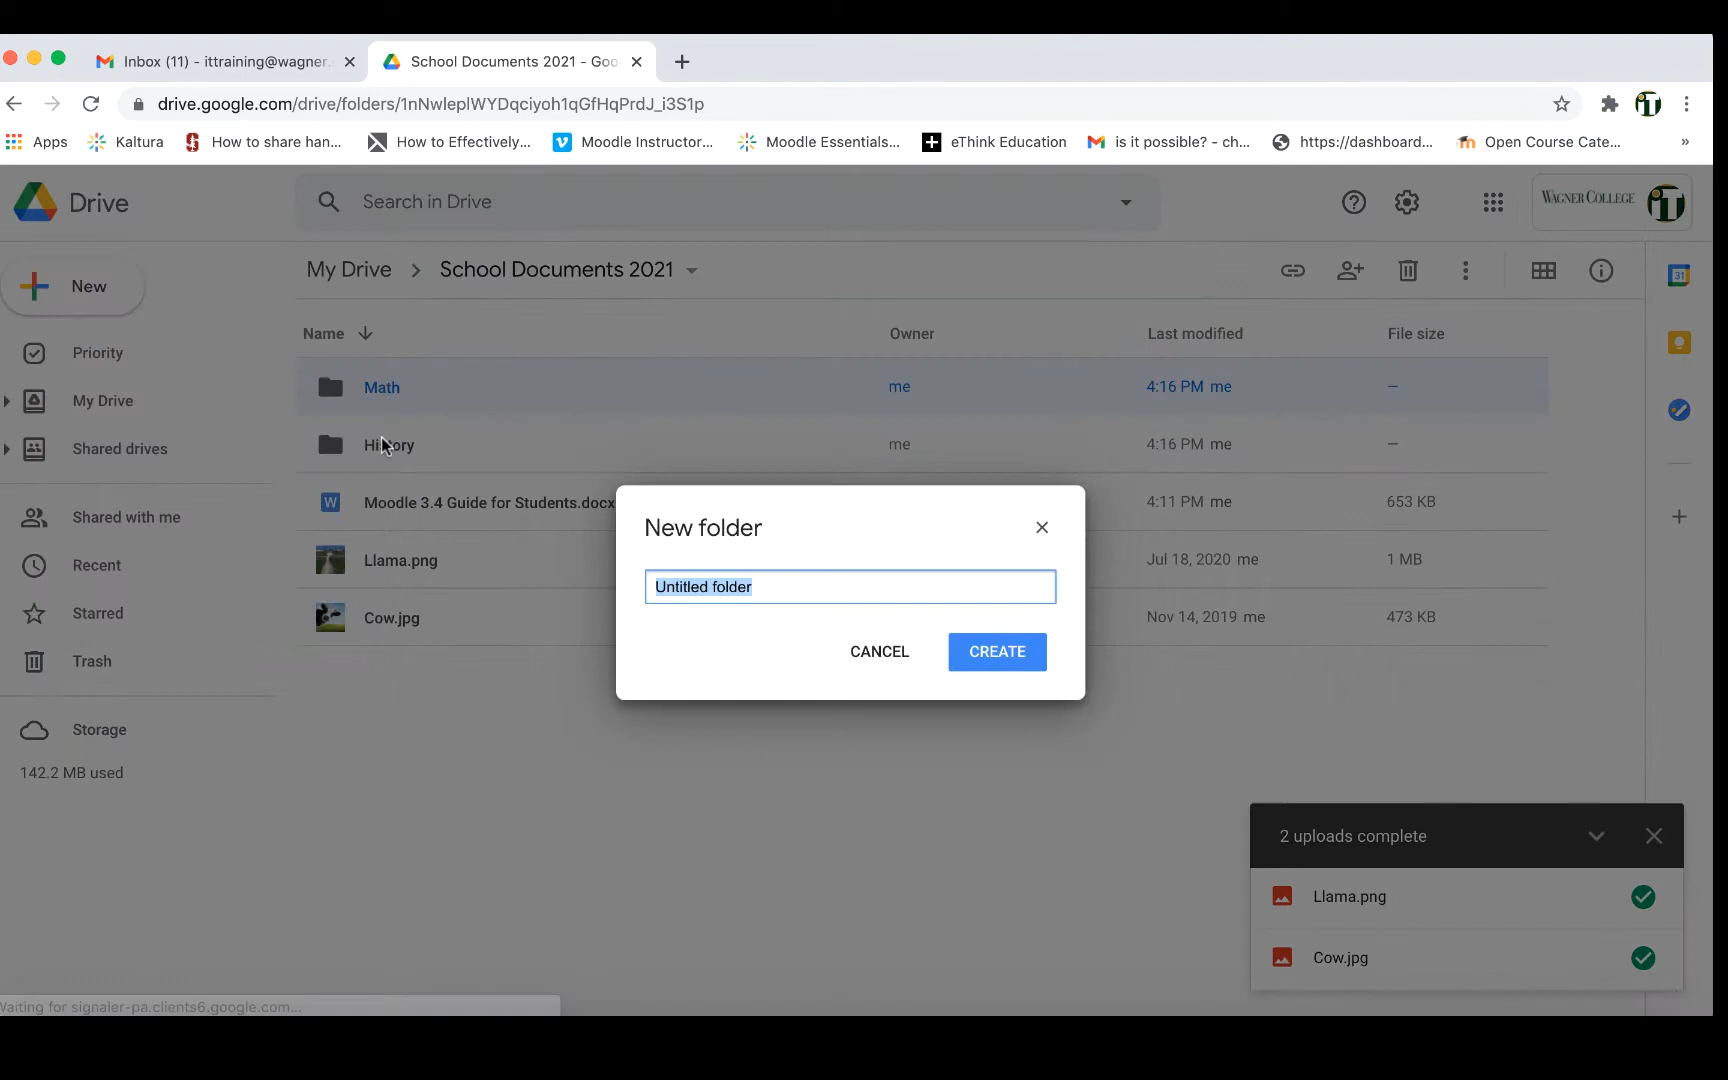 Inbox (11) - ittraining@wagner.
School Documents 2021 - Goo
drive.google.com/drive/folders/1nNwleplWYDqciyoh1qGfHqPrdJ_i3S1p
Apps
Kaltura
How to share han...
How to Effectively...
Moodle Instructor...
Moodle Essentials...
eThink Education
is it possible? - ch...
https://dashboard...
Open Course Cate...
»
Drive
Search in Drive
WAGNER COLLEGE
iT
New
My Drive > School Documents 2021
Name
Owner
Last modified
File size
Priority
My Drive
Shared drives
Shared with me
Recent
Starred
Trash
Storage
142.2 MB used
Math me 4:16 PM me —
History me 4:16 PM me —
Moodle 3.4 Guide for Students.docx 4:11 PM me 653 KB
Llama.png Jul 18, 2020 me 1 MB
Cow.jpg Nov 14, 2019 me 473 KB
31
New folder
Untitled folder
CANCEL
CREATE
2 uploads complete
Llama.png
Cow.jpg
Waiting for signaler-pa.clients6.google.com...